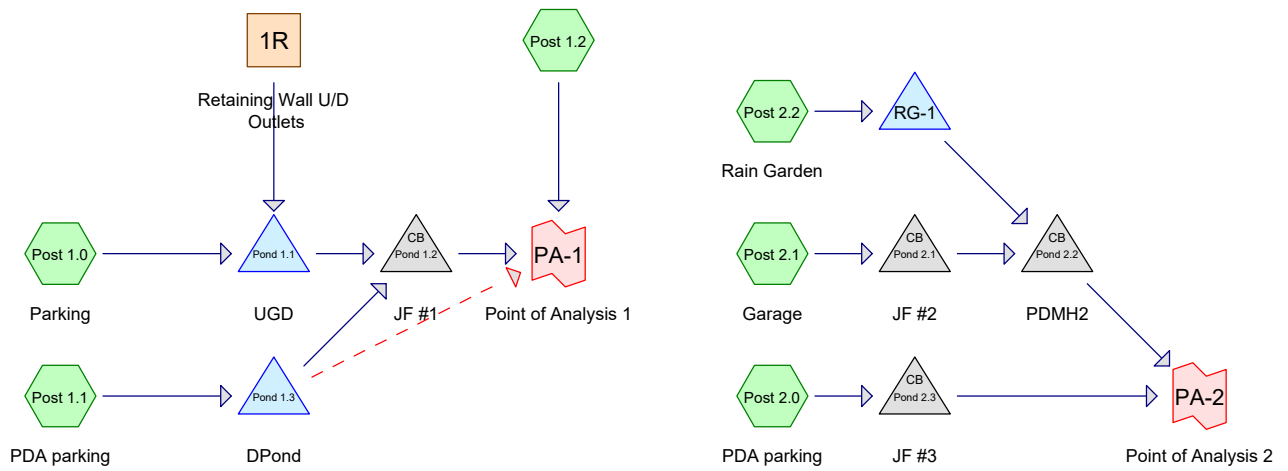 1R
Retaining Wall U/D
Outlets
Post 1.2
Post 1.0
Parking
Pond 1.1
UGD
CB
Pond 1.2
JF #1
PA-1
Point of Analysis 1
Post 1.1
PDA parking
Pond 1.3
DPond
Post 2.2
Rain Garden
RG-1
Post 2.1
Garage
CB
Pond 2.1
JF #2
CB
Pond 2.2
PDMH2
Post 2.0
PDA parking
CB
Pond 2.3
JF #3
PA-2
Point of Analysis 2